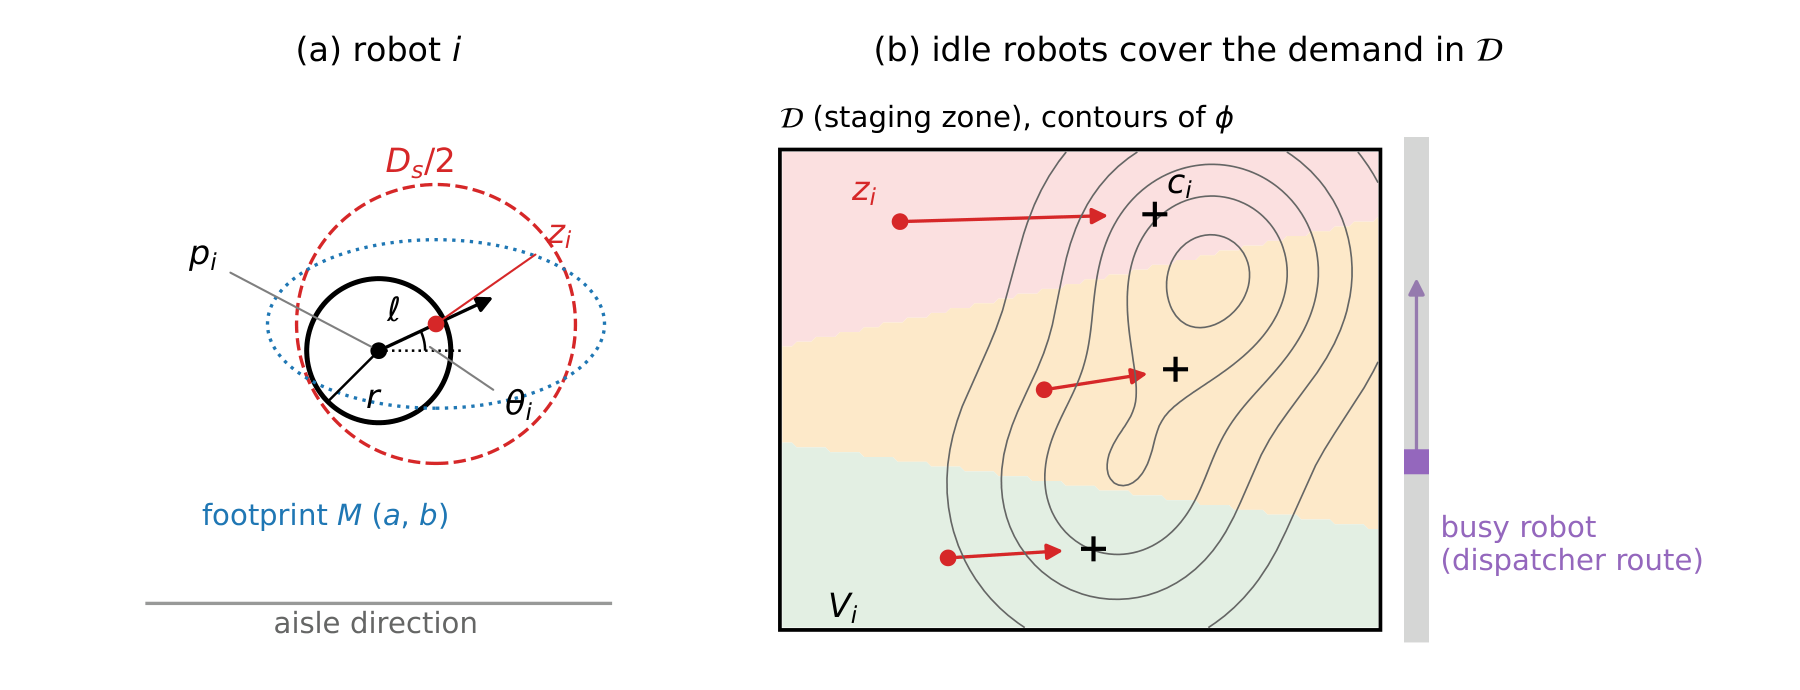 (a) robot i
(b) idle robots cover the demand in 𝒟
𝒟 (staging zone), contours of ϕ
D_s/2
z_i
p_i
ℓ
r
θ_i
footprint M (a, b)
aisle direction
z_i
c_i
V_i
busy robot
(dispatcher route)